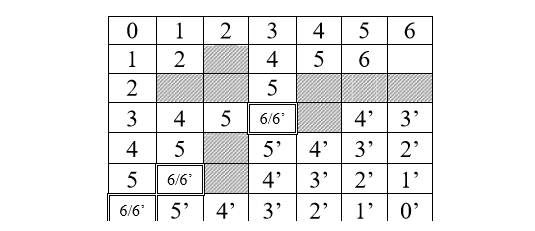 0 1 2 3 4 5 6
1 2 4 5 6
2 5
3 4 5 6/6’ 4’ 3’
4 5 5’ 4’ 3’ 2’
5 6/6’ 4’ 3’ 2’ 1’
6/6’ 5’ 4’ 3’ 2’ 1’ 0’